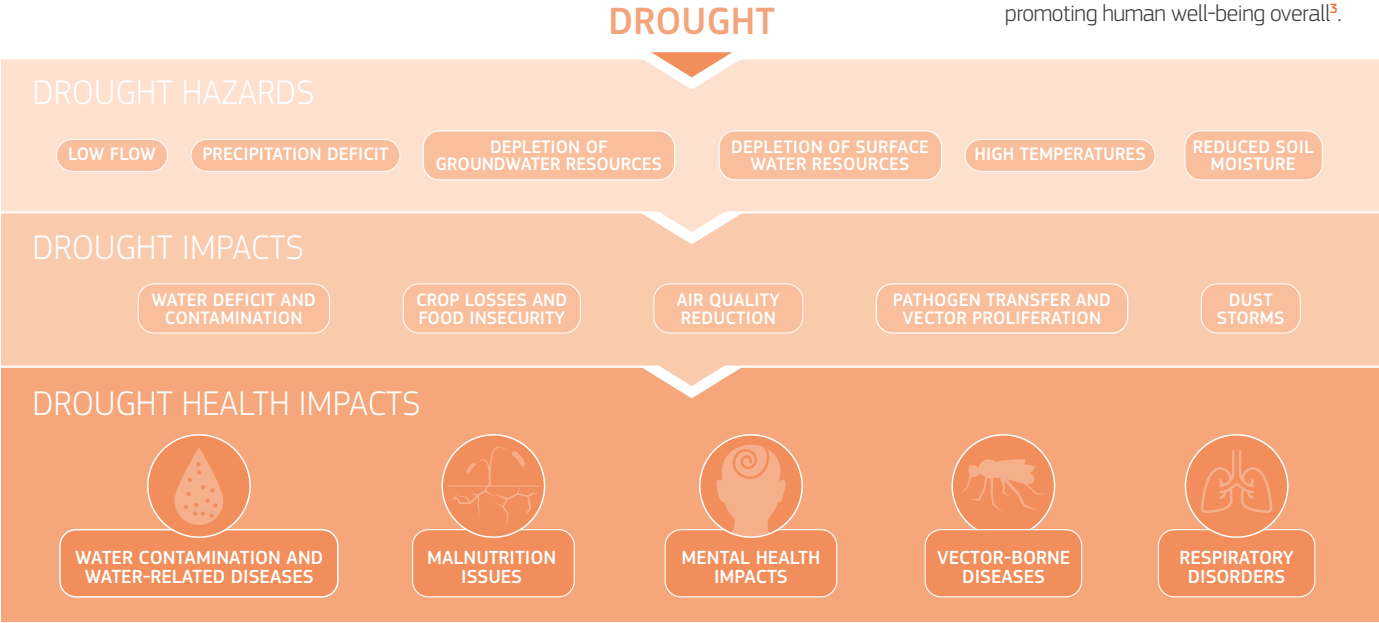 promoting human well-being overall³.
DROUGHT
DROUGHT HAZARDS
LOW FLOW
PRECIPITATION DEFICIT
DEPLETION OF
GROUNDWATER RESOURCES
DEPLETION OF SURFACE
WATER RESOURCES
HIGH TEMPERATURES
REDUCED SOIL
MOISTURE
DROUGHT IMPACTS
WATER DEFICIT AND
CONTAMINATION
CROP LOSSES AND
FOOD INSECURITY
AIR QUALITY
REDUCTION
PATHOGEN TRANSFER AND
VECTOR PROLIFERATION
DUST
STORMS
DROUGHT HEALTH IMPACTS
WATER CONTAMINATION AND
WATER-RELATED DISEASES
MALNUTRITION
ISSUES
MENTAL HEALTH
IMPACTS
VECTOR-BORNE
DISEASES
RESPIRATORY
DISORDERS